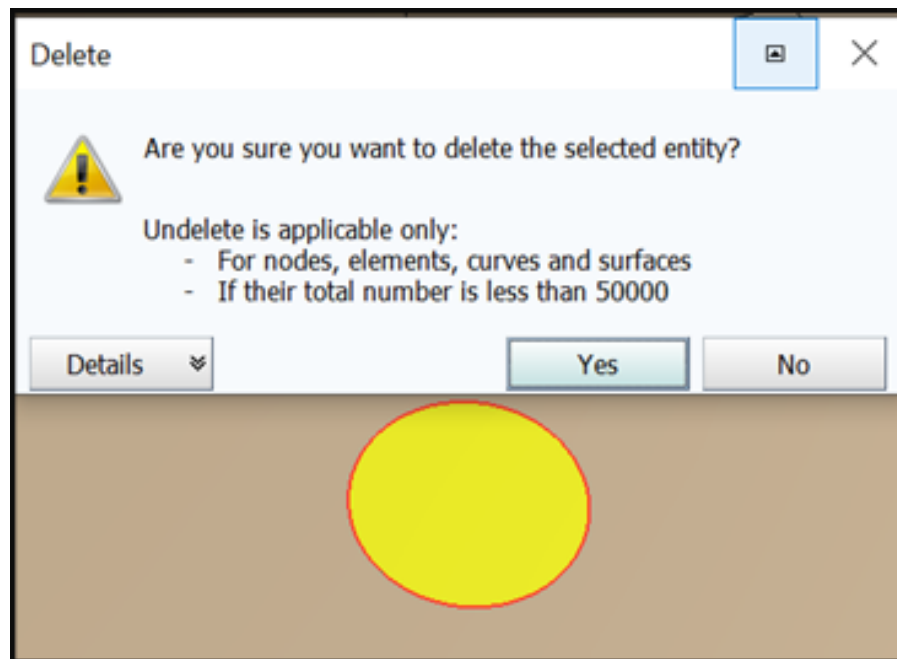 Delete
Are you sure you want to delete the selected entity?
Undelete is applicable only:
- For nodes, elements, curves and surfaces
- If their total number is less than 50000
Details
Yes
No